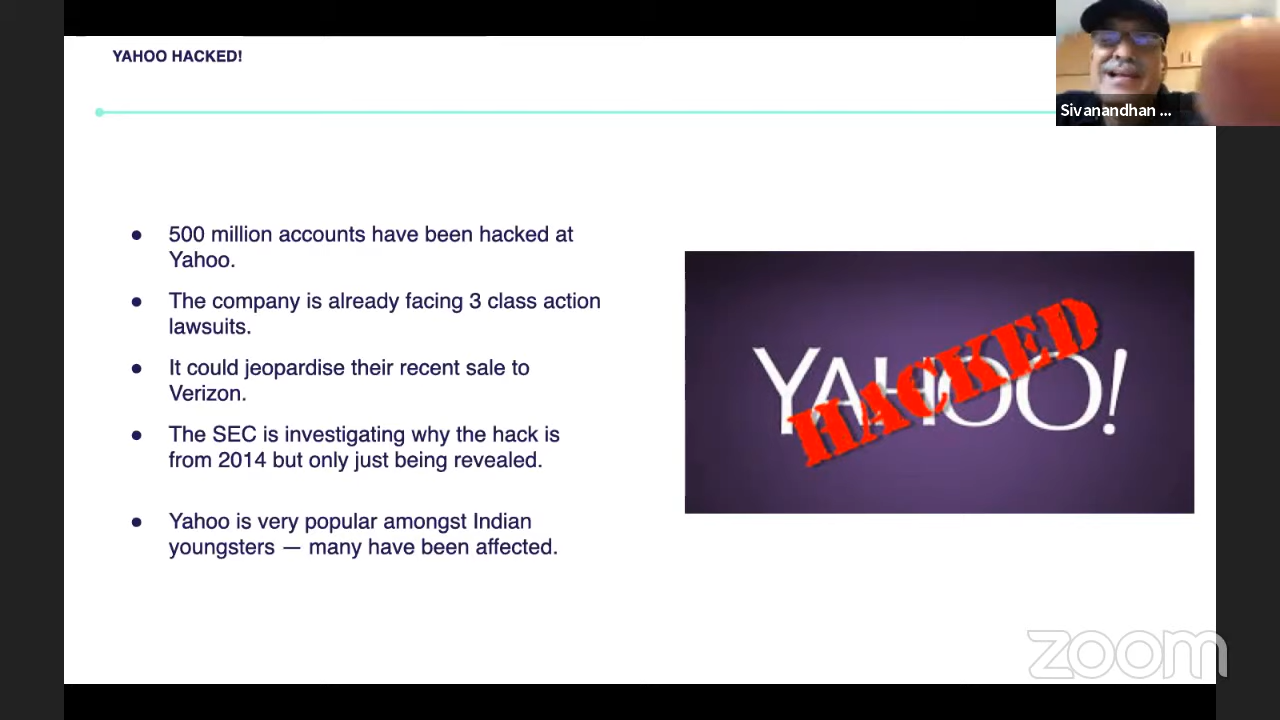 YAHOO HACKED!
Sivanandhan ...
● 500 million accounts have been hacked at
Yahoo.
● The company is already facing 3 class action
lawsuits.
● It could jeopardise their recent sale to
Verizon.
● The SEC is investigating why the hack is
from 2014 but only just being revealed.
● Yahoo is very popular amongst Indian
youngsters — many have been affected.
YAHOO!
HACKED
zoom